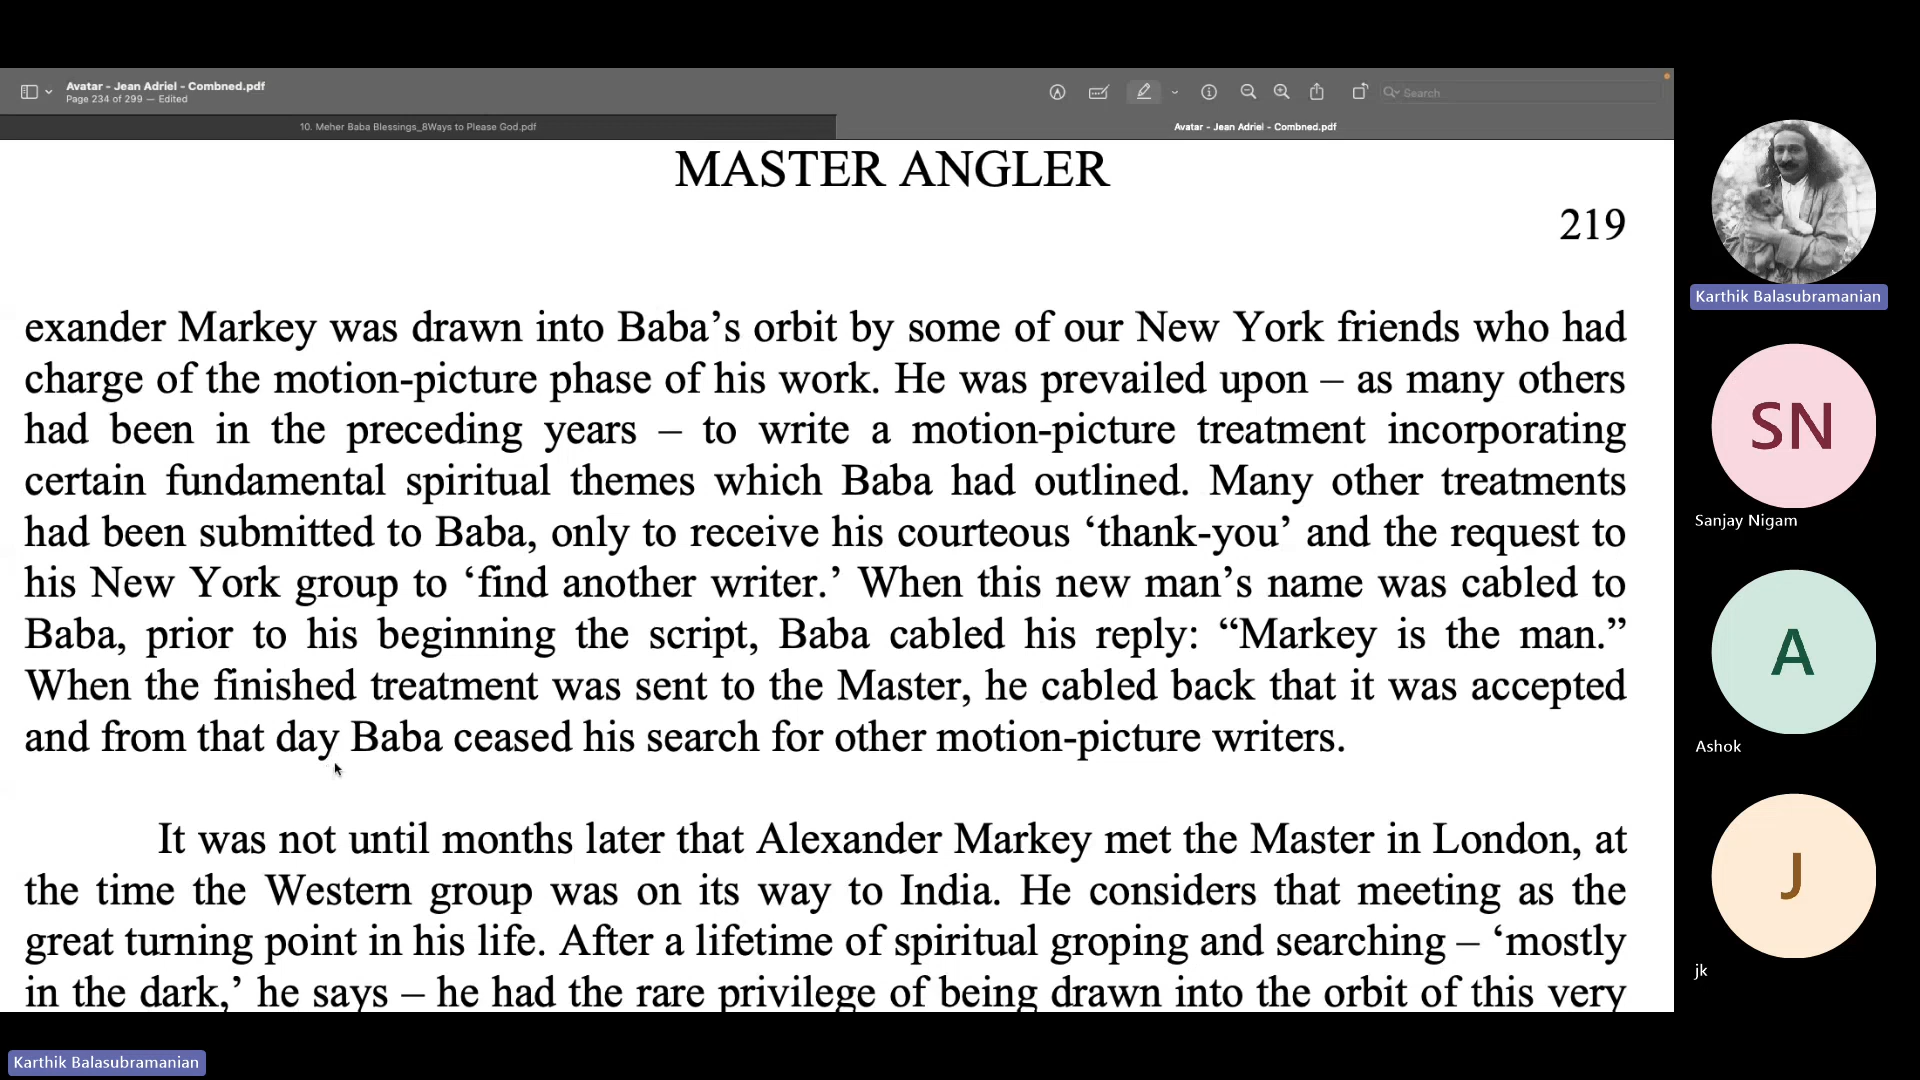 Avatar - Jean Adriel - Combned.pdf
Page 234 of 299 — Edited
Search
10. Meher Baba Blessings_8Ways to Please God.pdf
Avatar - Jean Adriel - Combned.pdf
MASTER ANGLER
219
exander Markey was drawn into Baba’s orbit by some of our New York friends who had
charge of the motion-picture phase of his work. He was prevailed upon – as many others
had been in the preceding years – to write a motion-picture treatment incorporating
certain fundamental spiritual themes which Baba had outlined. Many other treatments
had been submitted to Baba, only to receive his courteous ‘thank-you’ and the request to
his New York group to ‘find another writer.’ When this new man’s name was cabled to
Baba, prior to his beginning the script, Baba cabled his reply: “Markey is the man.”
When the finished treatment was sent to the Master, he cabled back that it was accepted
and from that day Baba ceased his search for other motion-picture writers.
It was not until months later that Alexander Markey met the Master in London, at
the time the Western group was on its way to India. He considers that meeting as the
great turning point in his life. After a lifetime of spiritual groping and searching – ‘mostly
in the dark,’ he says – he had the rare privilege of being drawn into the orbit of this very
Karthik Balasubramanian
SN
Sanjay Nigam
A
Ashok
J
jk
Karthik Balasubramanian